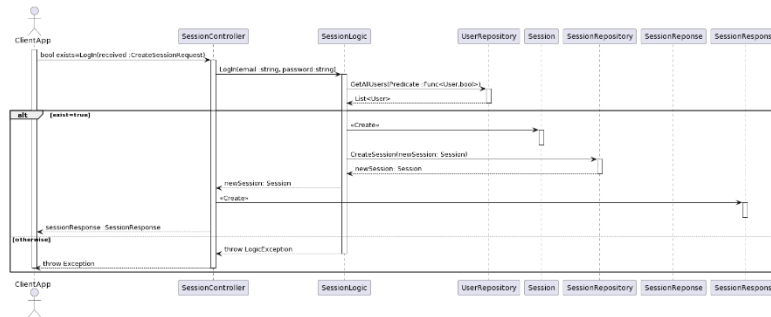 ClientApp
SessionController
SessionLogic
UserRepository
Session
SessionRepository
SessionReponse
SessionRespons
bool exists=LogIn(received :CreateSessionRequest)
LogIn(email :string, password string)
GetAllUsers(Predicate :func<User.bool>)
List<User>
alt [exist=true]
«Create»
CreateSession(newSession: Session)
newSession: Session
newSession: Session
«Create»
sessionResponse SessionResponse
[otherwise]
throw LogicException
throw Exception
ClientApp
SessionController
SessionLogic
UserRepository
Session
SessionRepository
SessionReponse
SessionRespons